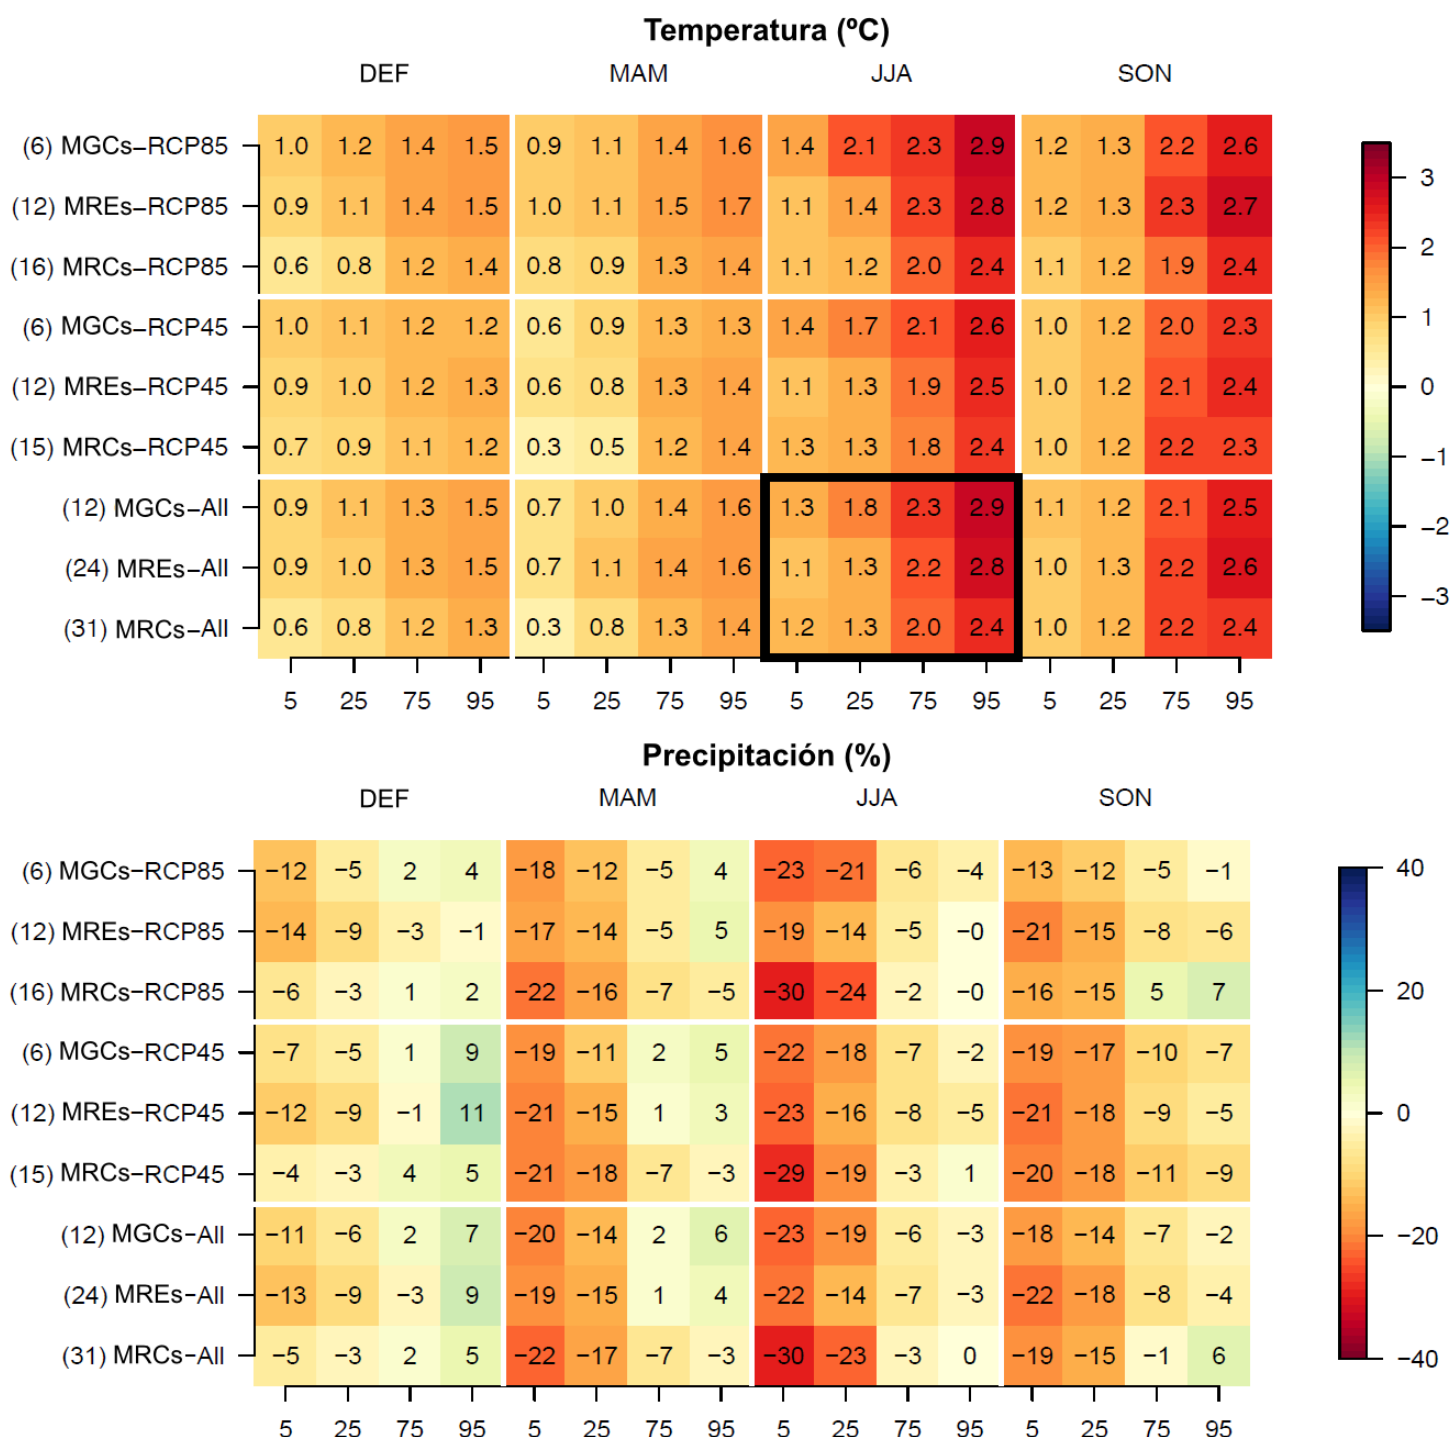 Temperatura (ºC)
DEF MAM JJA SON
(6) MGCs−RCP85 1.0 1.2 1.4 1.5 0.9 1.1 1.4 1.6 1.4 2.1 2.3 2.9 1.2 1.3 2.2 2.6
(12) MREs−RCP85 0.9 1.1 1.4 1.5 1.0 1.1 1.5 1.7 1.1 1.4 2.3 2.8 1.2 1.3 2.3 2.7
(16) MRCs−RCP85 0.6 0.8 1.2 1.4 0.8 0.9 1.3 1.4 1.1 1.2 2.0 2.4 1.1 1.2 1.9 2.4
(6) MGCs−RCP45 1.0 1.1 1.2 1.2 0.6 0.9 1.3 1.3 1.4 1.7 2.1 2.6 1.0 1.2 2.0 2.3
(12) MREs−RCP45 0.9 1.0 1.2 1.3 0.6 0.8 1.3 1.4 1.1 1.3 1.9 2.5 1.0 1.2 2.1 2.4
(15) MRCs−RCP45 0.7 0.9 1.1 1.2 0.3 0.5 1.2 1.4 1.3 1.3 1.8 2.4 1.0 1.2 2.2 2.3
(12) MGCs−All 0.9 1.1 1.3 1.5 0.7 1.0 1.4 1.6 1.3 1.8 2.3 2.9 1.1 1.2 2.1 2.5
(24) MREs−All 0.9 1.0 1.3 1.5 0.7 1.1 1.4 1.6 1.1 1.3 2.2 2.8 1.0 1.3 2.2 2.6
(31) MRCs−All 0.6 0.8 1.2 1.3 0.3 0.8 1.3 1.4 1.2 1.3 2.0 2.4 1.0 1.2 2.2 2.4
5 25 75 95 5 25 75 95 5 25 75 95 5 25 75 95
3
2
1
0
−1
−2
−3
Precipitación (%)
DEF MAM JJA SON
(6) MGCs−RCP85 −12 −5 2 4 −18 −12 −5 4 −23 −21 −6 −4 −13 −12 −5 −1
(12) MREs−RCP85 −14 −9 −3 −1 −17 −14 −5 5 −19 −14 −5 −0 −21 −15 −8 −6
(16) MRCs−RCP85 −6 −3 1 2 −22 −16 −7 −5 −30 −24 −2 −0 −16 −15 5 7
(6) MGCs−RCP45 −7 −5 1 9 −19 −11 2 5 −22 −18 −7 −2 −19 −17 −10 −7
(12) MREs−RCP45 −12 −9 −1 11 −21 −15 1 3 −23 −16 −8 −5 −21 −18 −9 −5
(15) MRCs−RCP45 −4 −3 4 5 −21 −18 −7 −3 −29 −19 −3 1 −20 −18 −11 −9
(12) MGCs−All −11 −6 2 7 −20 −14 2 6 −23 −19 −6 −3 −18 −14 −7 −2
(24) MREs−All −13 −9 −3 9 −19 −15 1 4 −22 −14 −7 −3 −22 −18 −8 −4
(31) MRCs−All −5 −3 2 5 −22 −17 −7 −3 −30 −23 −3 0 −19 −15 −1 6
5 25 75 95 5 25 75 95 5 25 75 95 5 25 75 95
40
20
0
−20
−40